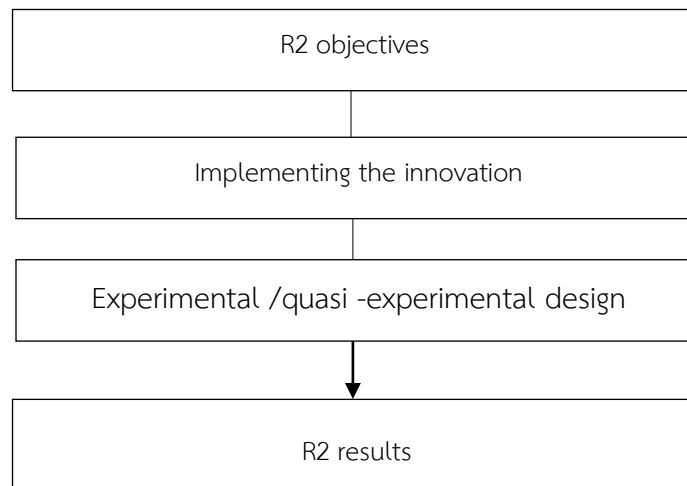 R2 objectives
Implementing the innovation
Experimental /quasi -experimental design
R2 results